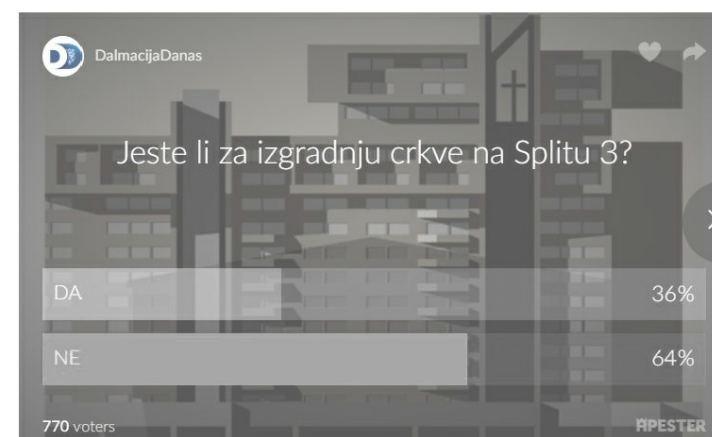 DalmacijaDanas
Jeste li za izgradnju crkve na Splitu 3?
DA 36%
NE 64%
770 voters APESTER